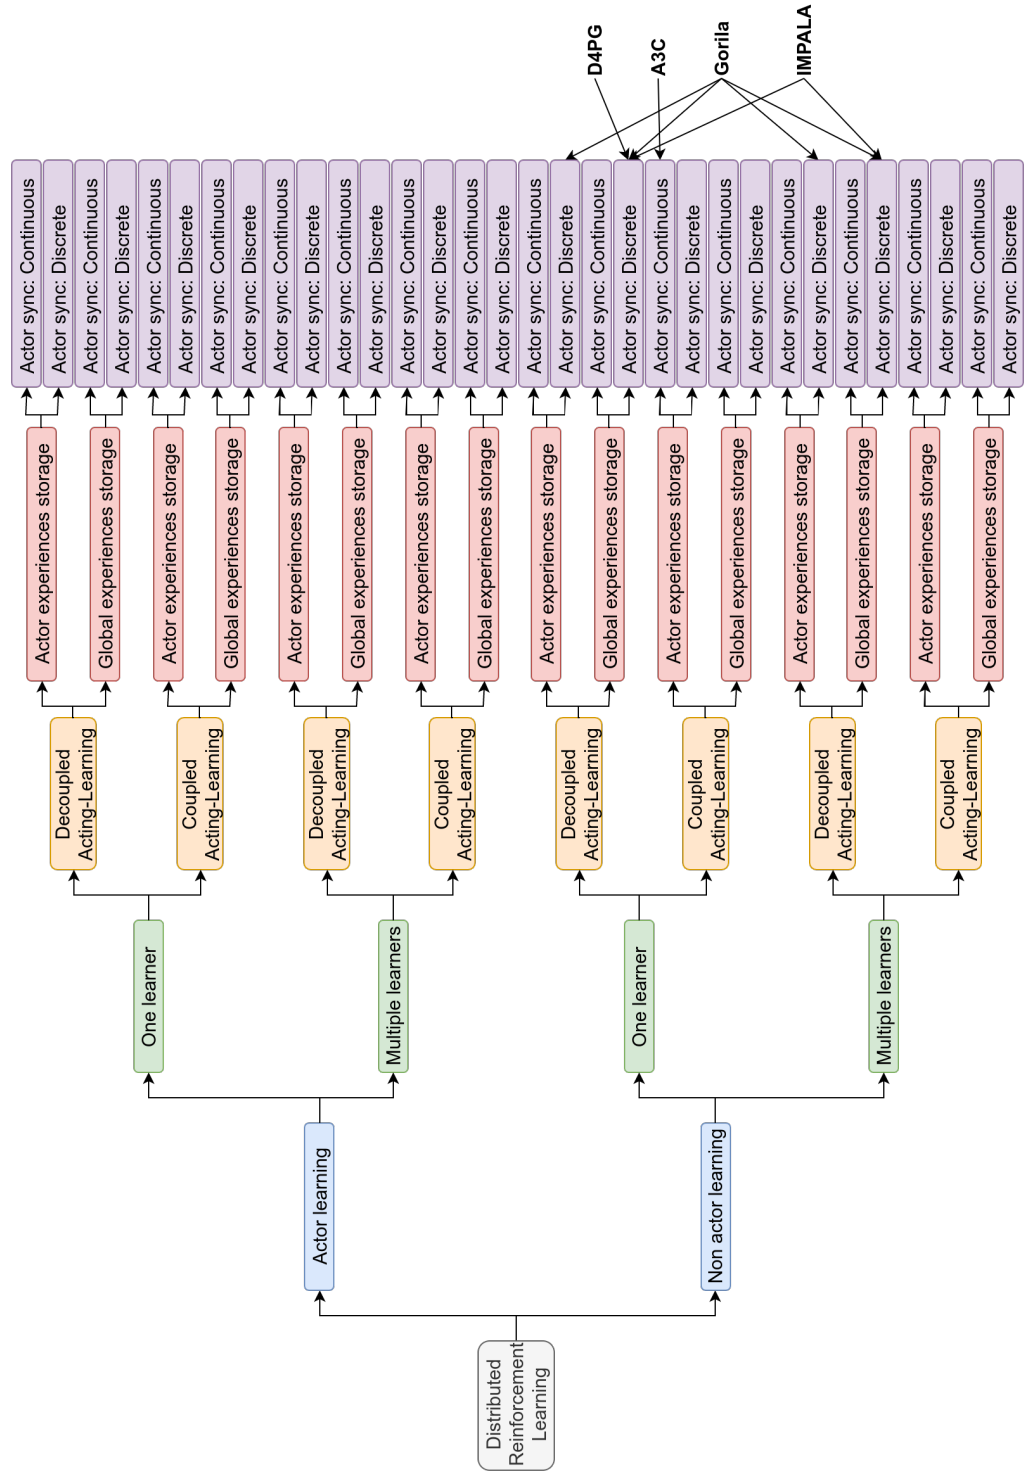 Distributed
Reinforcement
Learning
Actor learning
Non actor learning
One learner
Multiple learners
One learner
Multiple learners
Decoupled
Acting-Learning
Coupled
Acting-Learning
Decoupled
Acting-Learning
Coupled
Acting-Learning
Decoupled
Acting-Learning
Coupled
Acting-Learning
Decoupled
Acting-Learning
Coupled
Acting-Learning
Actor experiences storage
Global experiences storage
Actor experiences storage
Global experiences storage
Actor experiences storage
Global experiences storage
Actor experiences storage
Global experiences storage
Actor experiences storage
Global experiences storage
Actor experiences storage
Global experiences storage
Actor experiences storage
Global experiences storage
Actor experiences storage
Global experiences storage
Actor sync: Continuous
Actor sync: Discrete
Actor sync: Continuous
Actor sync: Discrete
Actor sync: Continuous
Actor sync: Discrete
Actor sync: Continuous
Actor sync: Discrete
Actor sync: Continuous
Actor sync: Discrete
Actor sync: Continuous
Actor sync: Discrete
Actor sync: Continuous
Actor sync: Discrete
Actor sync: Continuous
Actor sync: Discrete
Actor sync: Continuous
Actor sync: Discrete
Actor sync: Continuous
Actor sync: Discrete
Actor sync: Continuous
Actor sync: Discrete
Actor sync: Continuous
Actor sync: Discrete
Actor sync: Continuous
Actor sync: Discrete
Actor sync: Continuous
Actor sync: Discrete
Actor sync: Continuous
Actor sync: Discrete
Actor sync: Continuous
Actor sync: Discrete
D4PG
A3C
Gorila
IMPALA